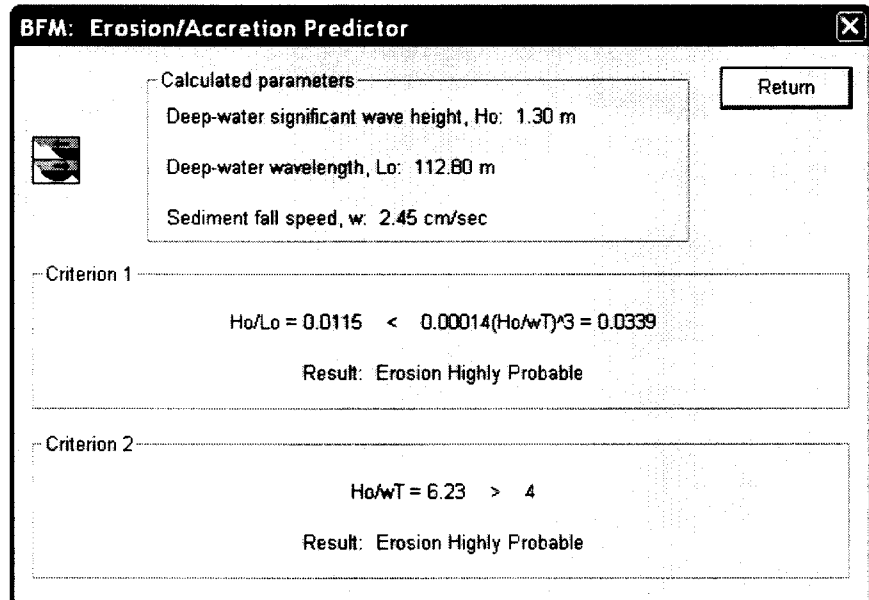 BFM: Erosion/Accretion Predictor
Calculated parameters
Return
Deep-water significant wave height, Ho: 1.30 m
Deep-water wavelength, Lo: 112.80 m
Sediment fall speed, w: 2.45 cm/sec
Criterion 1
Ho/Lo = 0.0115 < 0.00014(Ho/wT)^3 = 0.0339
Result: Erosion Highly Probable
Criterion 2
Ho/wT = 6.23 > 4
Result: Erosion Highly Probable